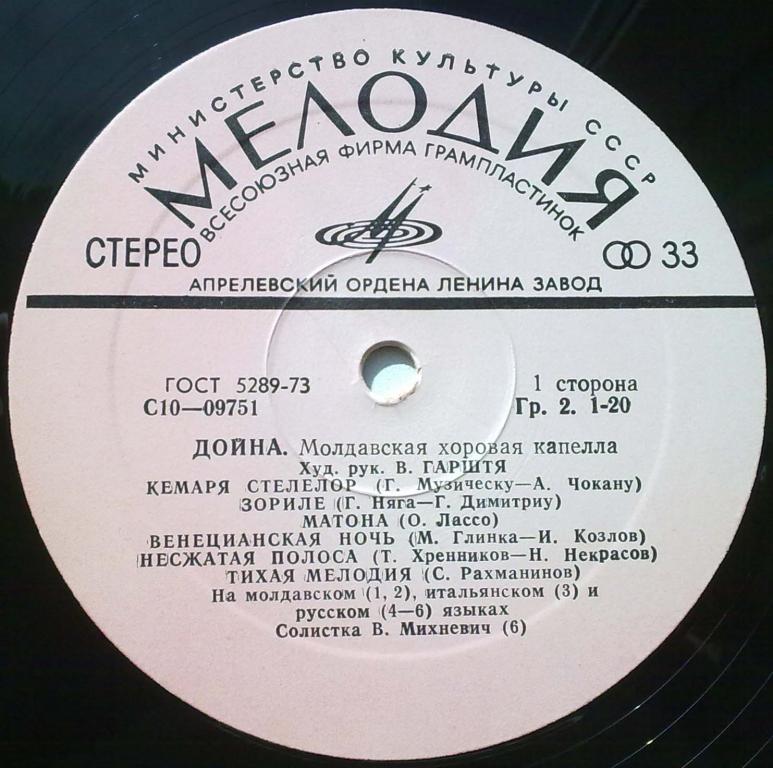 МИНИСТЕРСТВО КУЛЬТУРЫ СССР
МЕЛОДИЯ
ВСЕСОЮЗНАЯ ФИРМА ГРАМПЛАСТИНОК
СТЕРЕО 33
АПРЕЛЕВСКИЙ ОРДЕНА ЛЕНИНА ЗАВОД
ГОСТ 5289-73 1 сторона
С10—09751 Гр. 2. 1-20
ДОЙНА. Молдавская хоровая капелла
Худ. рук. В. ГАРШТЯ
КЕМАРЯ СТЕЛЕЛОР (Г. Музическу—А. Чокану)
ЗОРИЛЕ (Г. Няга—Г. Димитриу)
МАТОНА (О. Лассо)
ВЕНЕЦИАНСКАЯ НОЧЬ (М. Глинка—И. Козлов)
НЕСЖАТАЯ ПОЛОСА (Т. Хренников—Н. Некрасов)
ТИХАЯ МЕЛОДИЯ (С. Рахманинов)
На молдавском (1, 2), итальянском (3) и
русском (4—6) языках
Солистка В. Михневич (6)